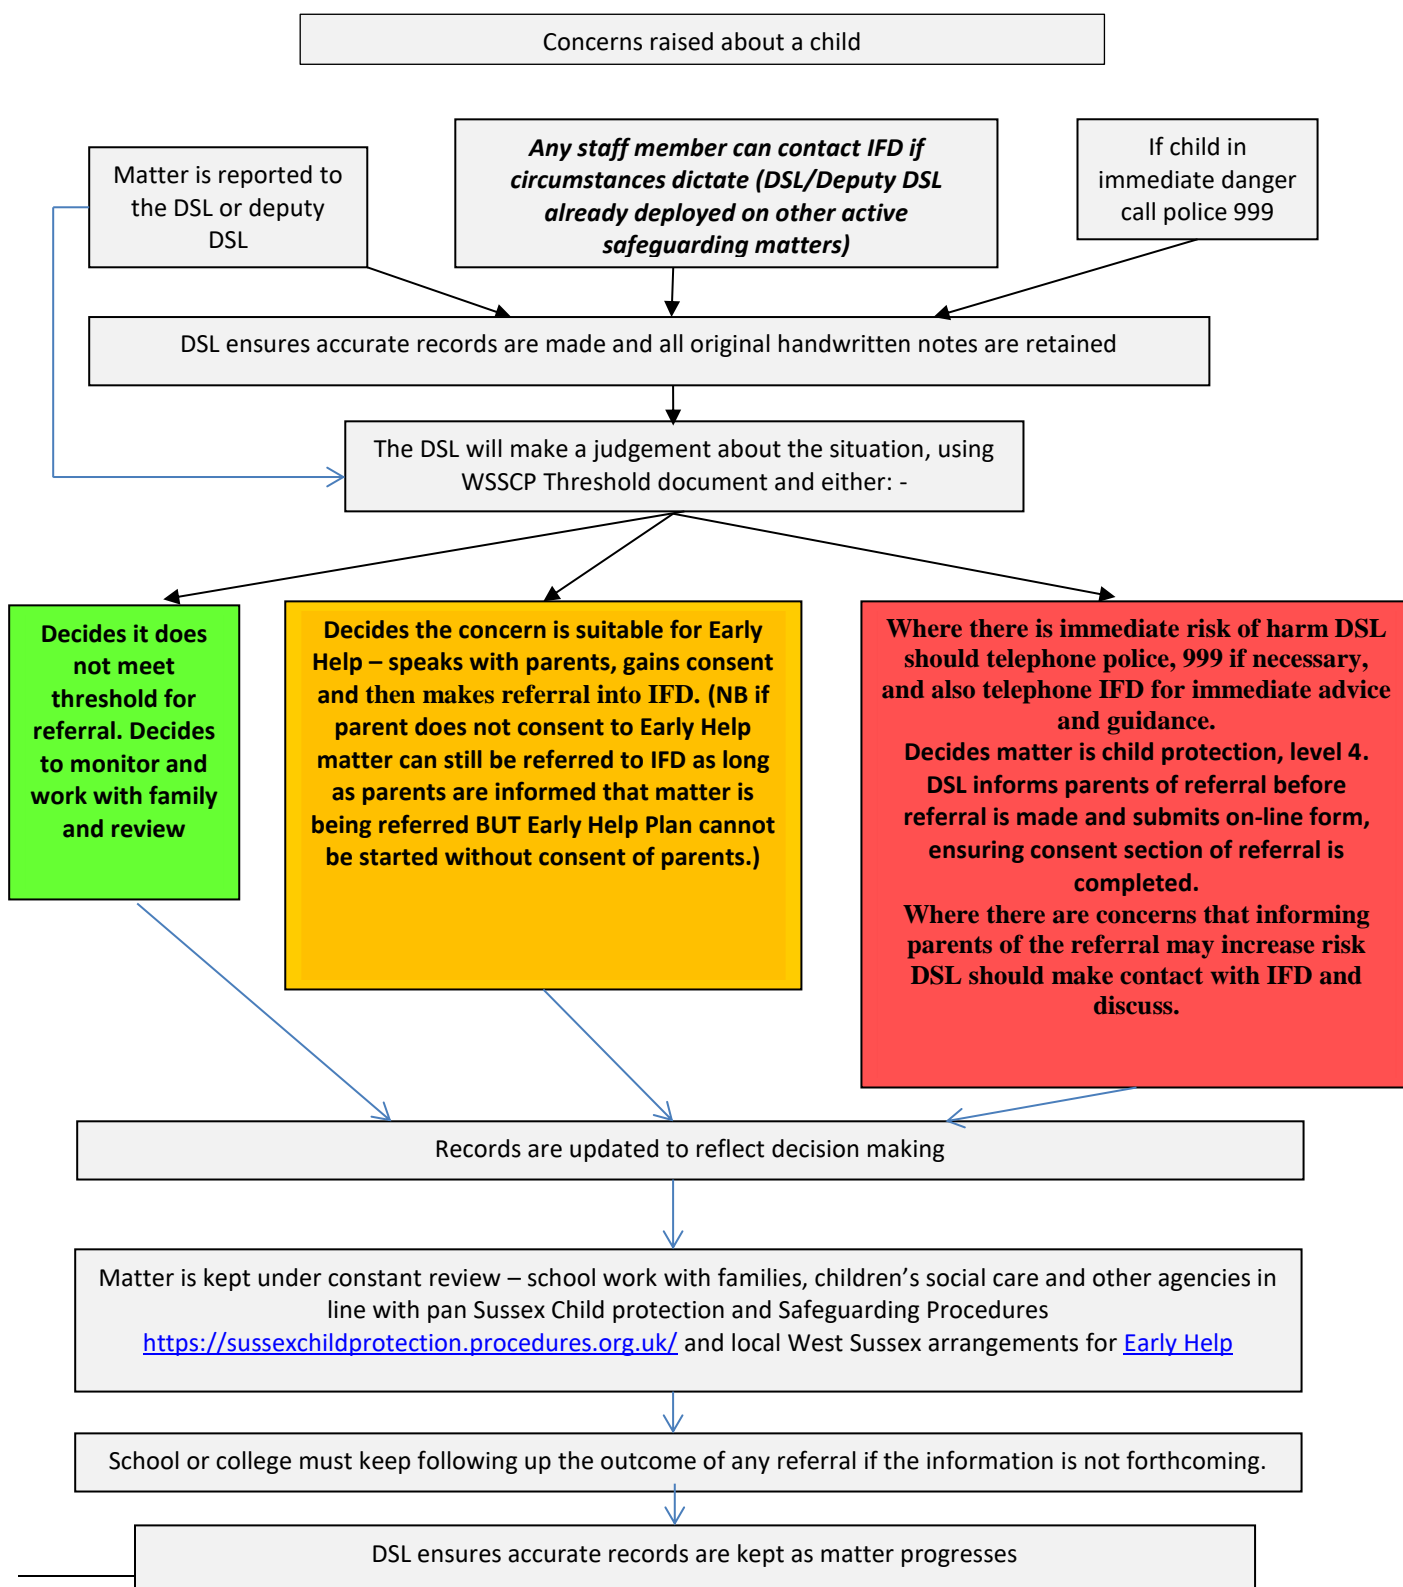 Concerns raised about a child
Matter is reported to
the DSL or deputy
DSL
Any staff member can contact IFD if
circumstances dictate (DSL/Deputy DSL
already deployed on other active
safeguarding matters)
If child in
immediate danger
call police 999
DSL ensures accurate records are made and all original handwritten notes are retained
The DSL will make a judgement about the situation, using
WSSCP Threshold document and either: -
Decides it does
not meet
threshold for
referral. Decides
to monitor and
work with family
and review
Decides the concern is suitable for Early
Help – speaks with parents, gains consent
and then makes referral into IFD. (NB if
parent does not consent to Early Help
matter can still be referred to IFD as long
as parents are informed that matter is
being referred BUT Early Help Plan cannot
be started without consent of parents.)
Where there is immediate risk of harm DSL
should telephone police, 999 if necessary,
and also telephone IFD for immediate advice
and guidance.
Decides matter is child protection, level 4.
DSL informs parents of referral before
referral is made and submits on-line form,
ensuring consent section of referral is
completed.
Where there are concerns that informing
parents of the referral may increase risk
DSL should make contact with IFD and
discuss.
Records are updated to reflect decision making
Matter is kept under constant review – school work with families, children’s social care and other agencies in
line with pan Sussex Child protection and Safeguarding Procedures
https://sussexchildprotection.procedures.org.uk/ and local West Sussex arrangements for Early Help
School or college must keep following up the outcome of any referral if the information is not forthcoming.
DSL ensures accurate records are kept as matter progresses